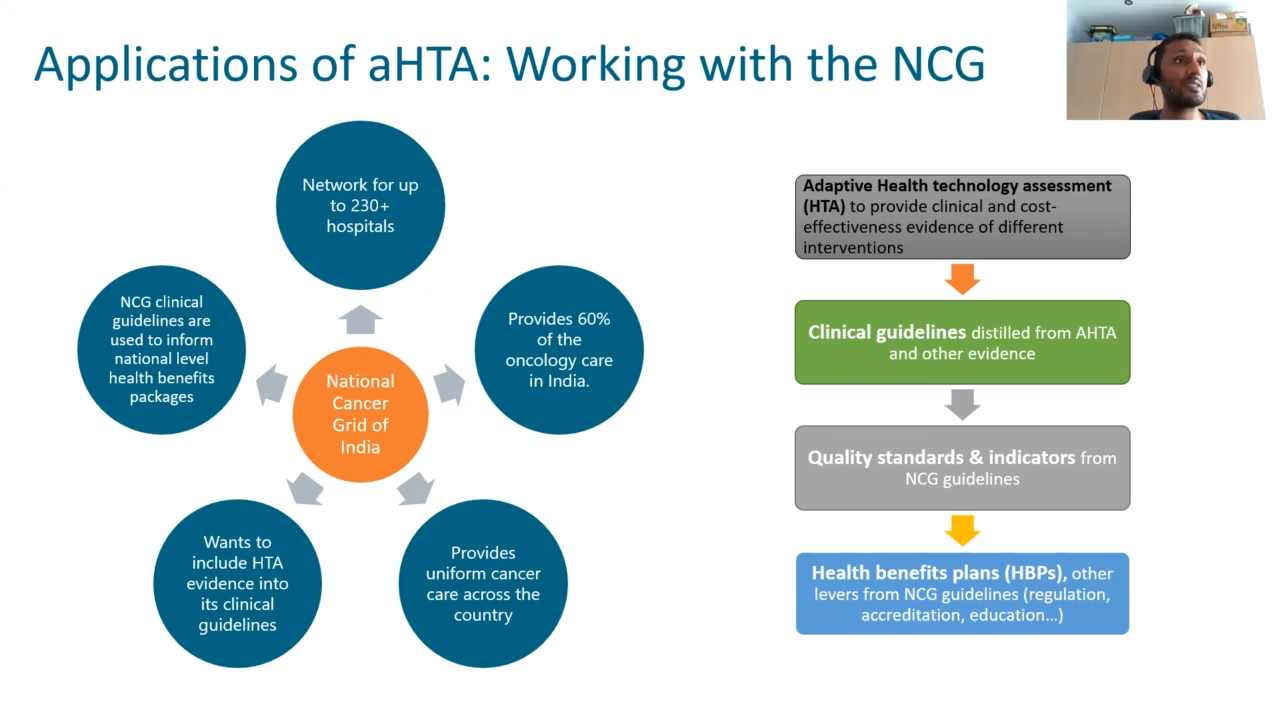 Applications of aHTA: Working with the NCG
Network for up
to 230+
hospitals
Provides 60%
of the
oncology care
in India.
Provides
uniform cancer
care across the
country
Wants to
include HTA
evidence into
its clinical
guidelines
NCG clinical
guidelines are
used to inform
national level
health benefits
packages
National
Cancer
Grid of
India
Adaptive Health technology assessment
(HTA) to provide clinical and cost-
effectiveness evidence of different
interventions
Clinical guidelines distilled from AHTA
and other evidence
Quality standards & indicators from
NCG guidelines
Health benefits plans (HBPs), other
levers from NCG guidelines (regulation,
accreditation, education…)